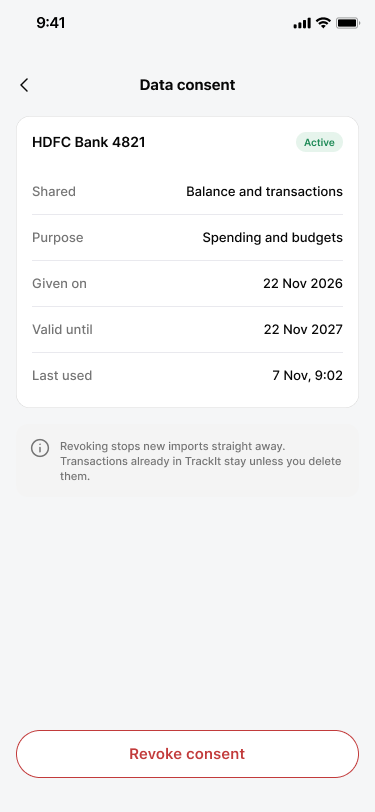 9:41
Data consent
HDFC Bank 4821 Active
Shared Balance and transactions
Purpose Spending and budgets
Given on 22 Nov 2026
Valid until 22 Nov 2027
Last used 7 Nov, 9:02
Revoking stops new imports straight away.
Transactions already in TrackIt stay unless you delete
them.
Revoke consent